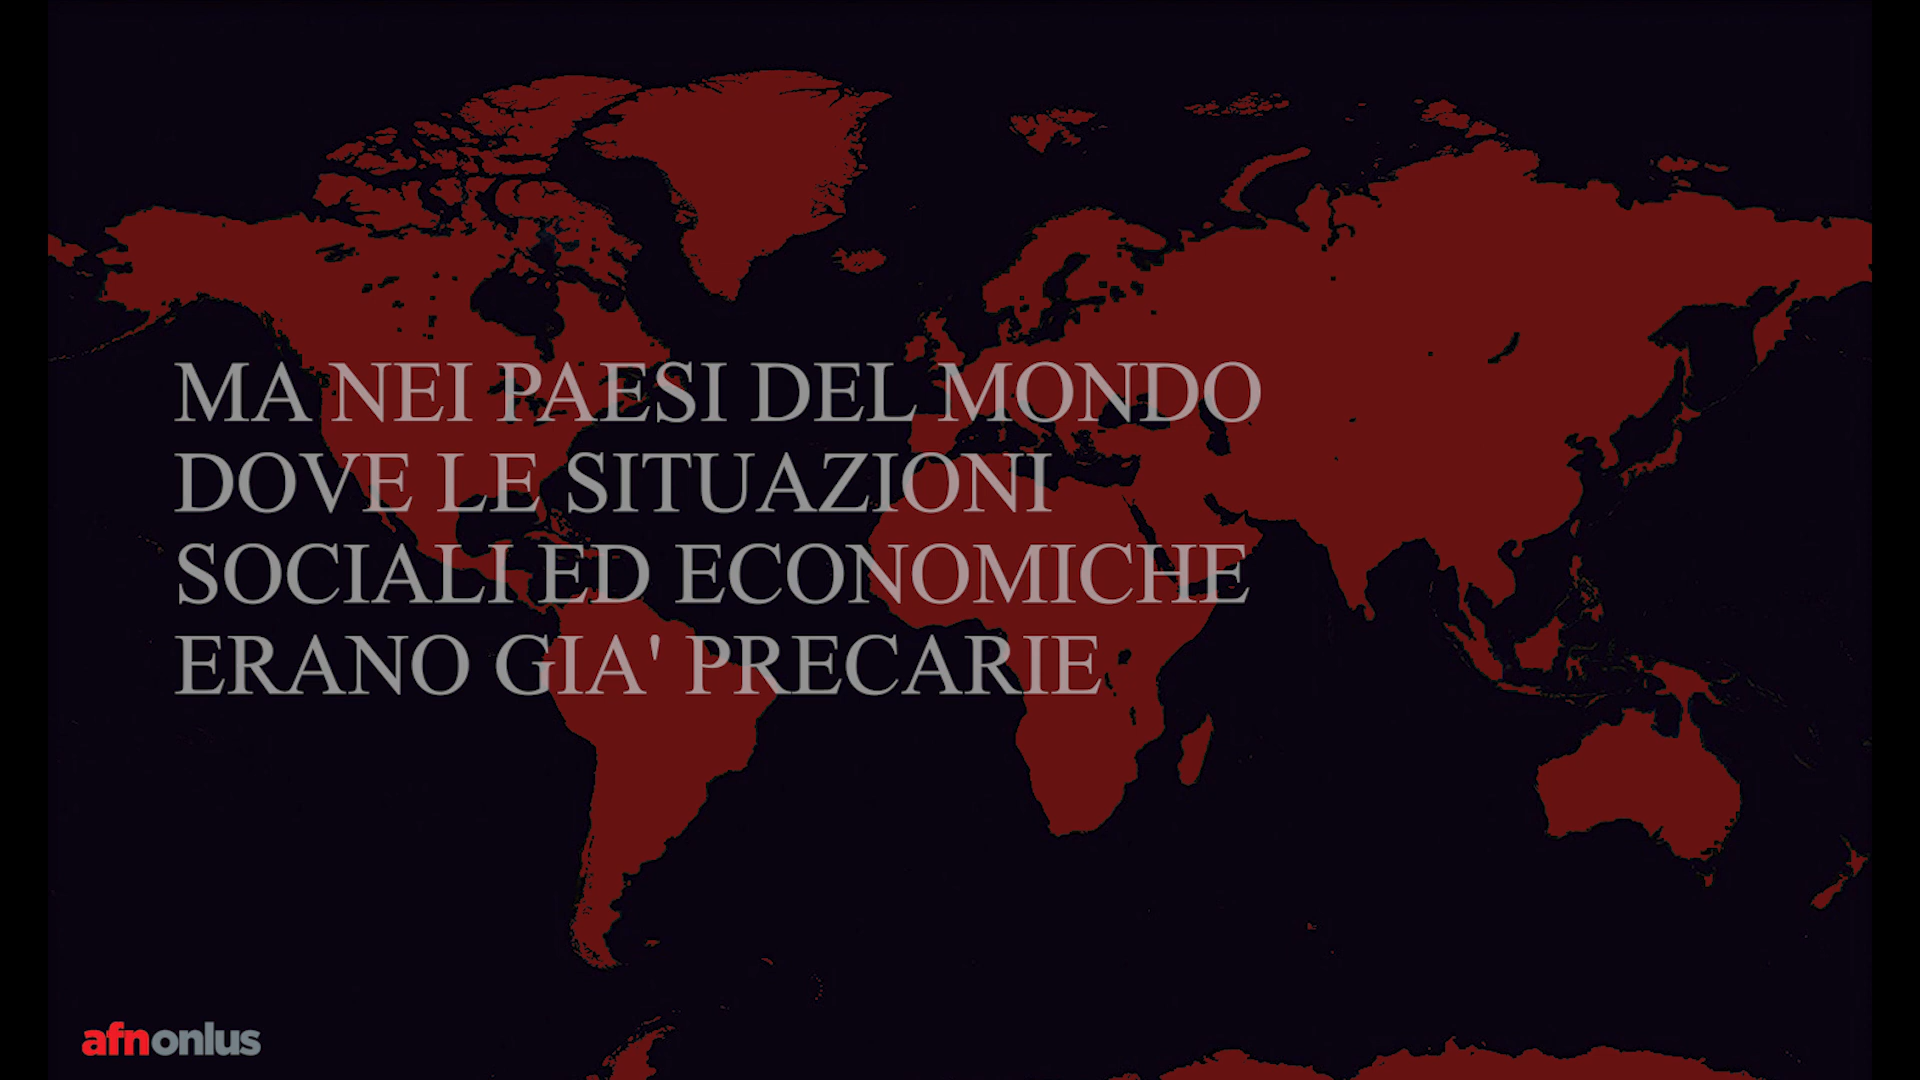 MA NEI PAESI DEL MONDO
DOVE LE SITUAZIONI
SOCIALI ED ECONOMICHE
ERANO GIA' PRECARIE
afnonlus